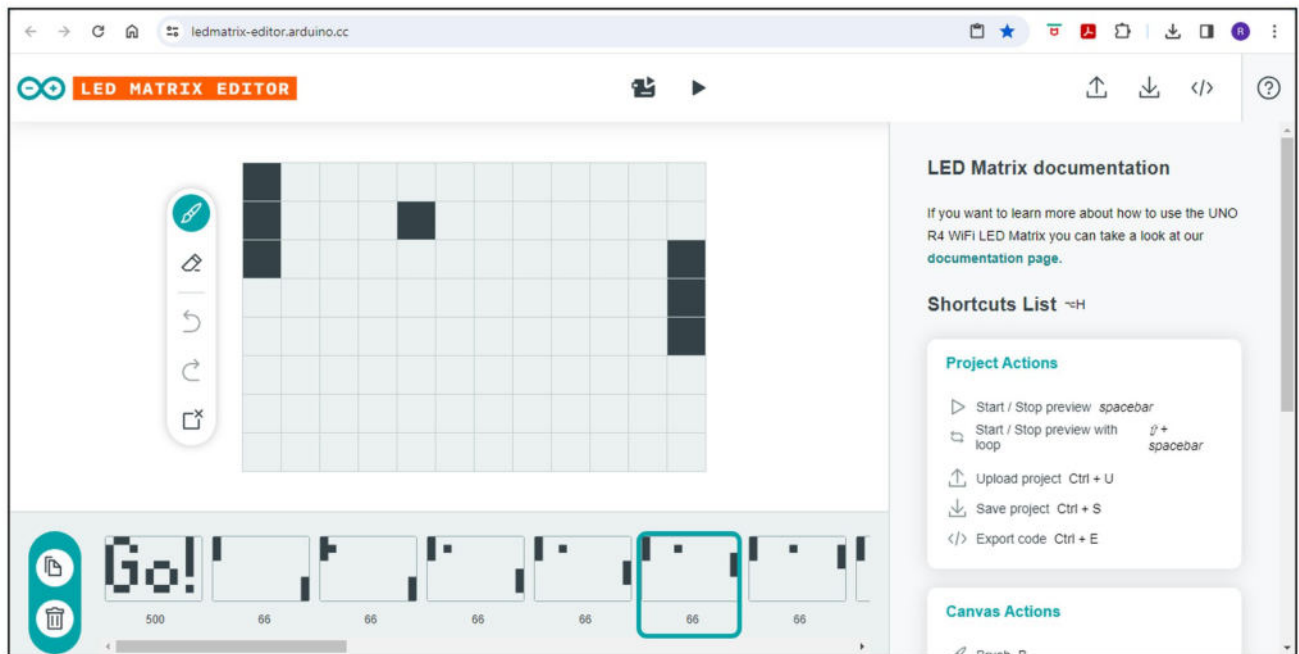 ledmatrix-editor.arduino.cc
R
LED MATRIX EDITOR
LED Matrix documentation
If you want to learn more about how to use the UNO
R4 WiFi LED Matrix you can take a look at our
documentation page.
Shortcuts List ⌥H
Project Actions
Start / Stop preview spacebar
Start / Stop preview with
loop
⇧ +
spacebar
Upload project Ctrl + U
Save project Ctrl + S
</> Export code Ctrl + E
Canvas Actions
Go!
500 66 66 66 66 66 66